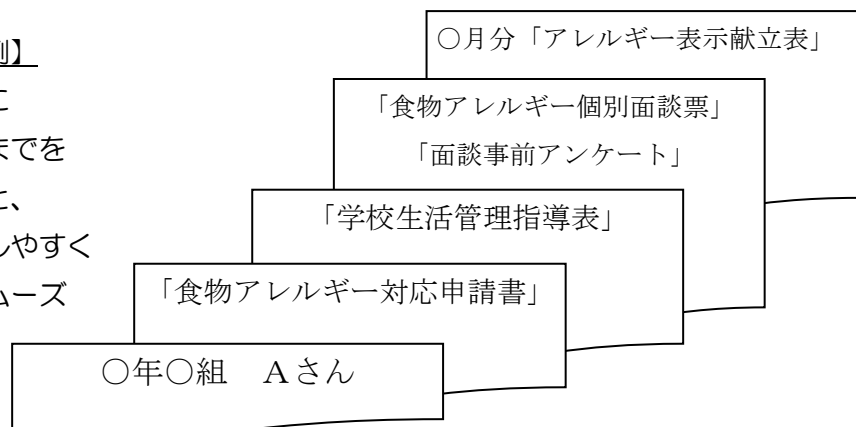 例】
までを
しやすく
ムーズ
○月分「アレルギー表示献立表」
「食物アレルギー個別面談票」
「面談事前アンケート」
「学校生活管理指導表」
「食物アレルギー対応申請書」
○年○組　Aさん